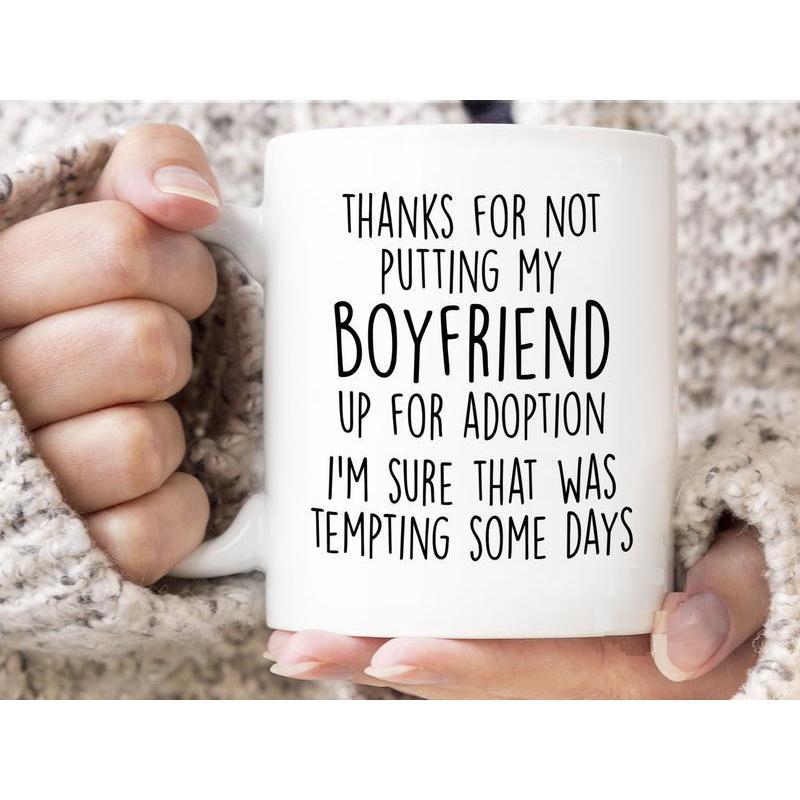 THANKS FOR NOT
PUTTING MY
BOYFRIEND
UP FOR ADOPTION
I'M SURE THAT WAS
TEMPTING SOME DAYS